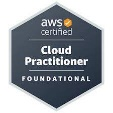 aws
certified
Cloud
Practitioner
FOUNDATIONAL